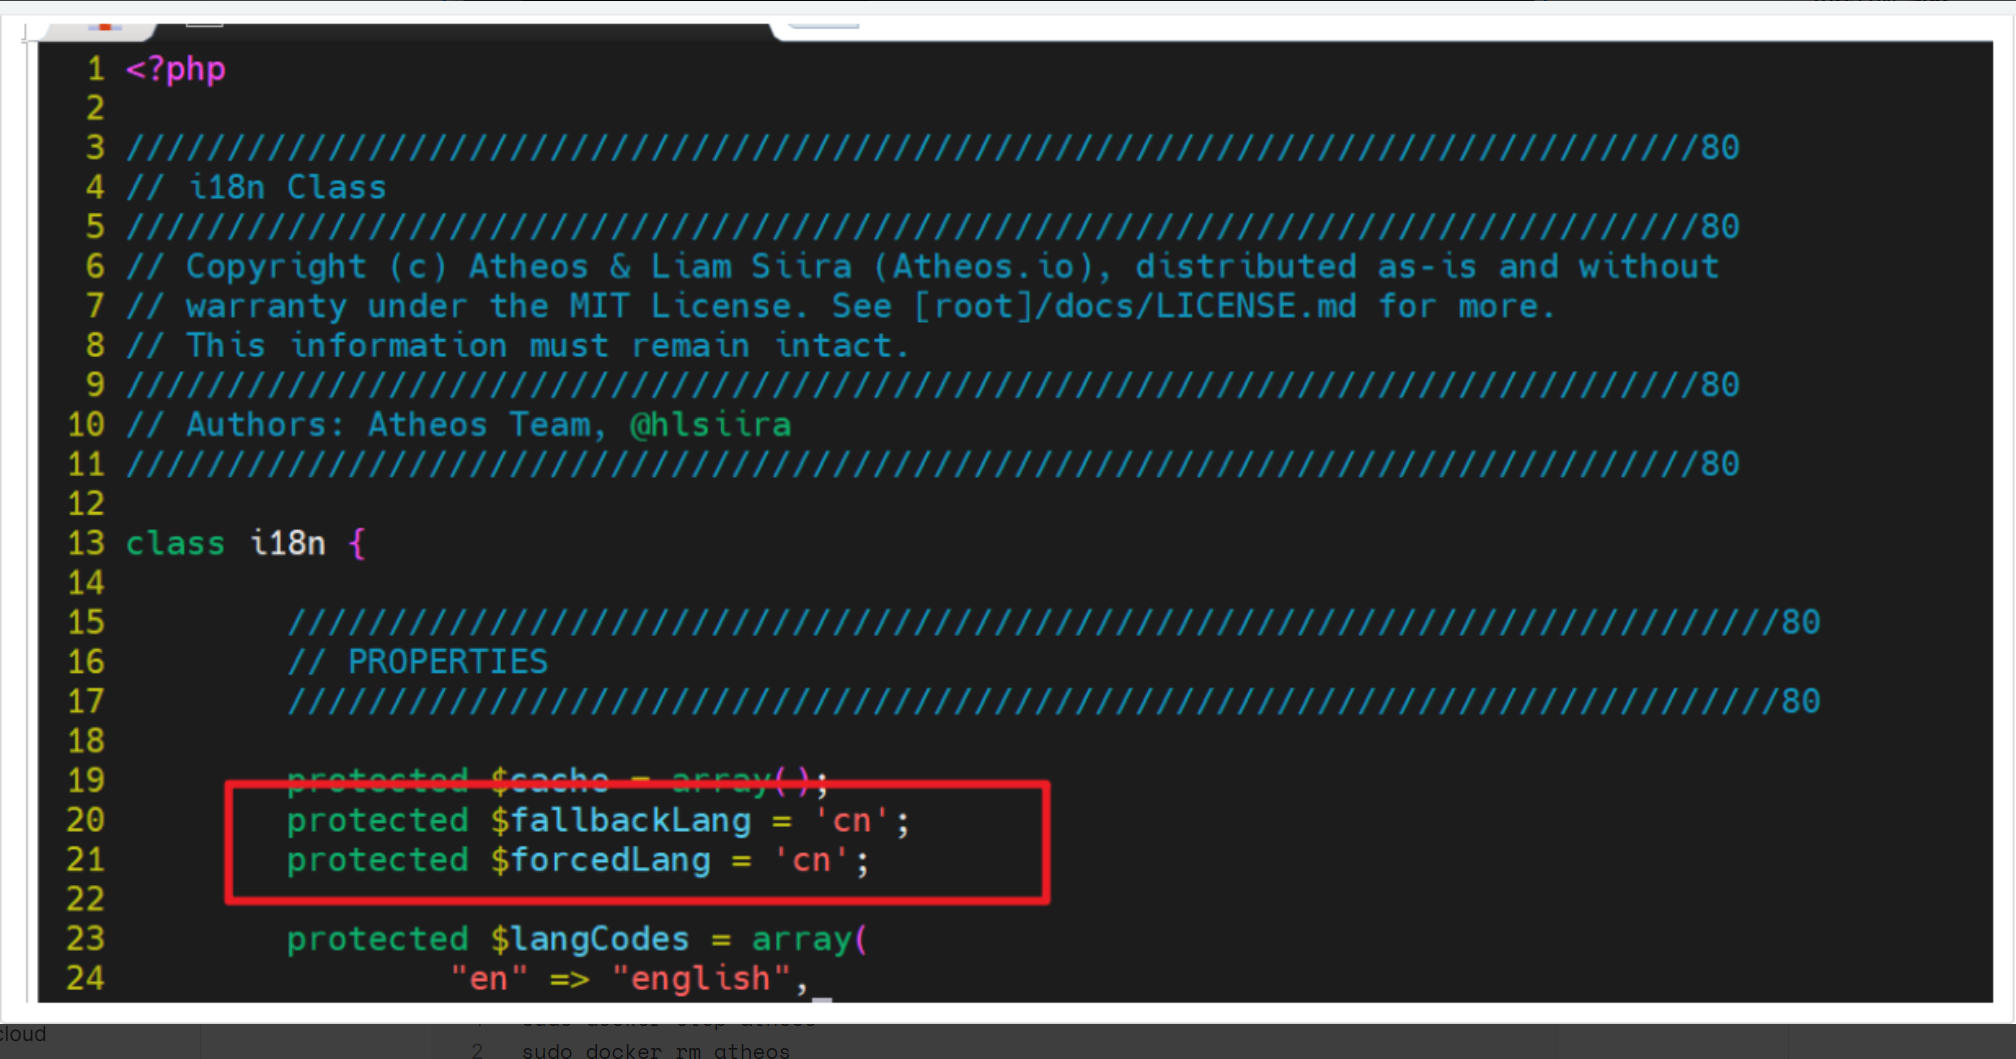 1 <?php
2
3 //////////////////////////////////////////////////////////////////////////////80
4 // i18n Class
5 //////////////////////////////////////////////////////////////////////////////80
6 // Copyright (c) Atheos & Liam Siira (Atheos.io), distributed as-is and without
7 // warranty under the MIT License. See [root]/docs/LICENSE.md for more.
8 // This information must remain intact.
9 //////////////////////////////////////////////////////////////////////////////80
10 // Authors: Atheos Team, @hlsiira
11 //////////////////////////////////////////////////////////////////////////////80
12
13 class i18n {
14
15 //////////////////////////////////////////////////////////////////////////80
16 // PROPERTIES
17 //////////////////////////////////////////////////////////////////////////80
18
19 protected $cache = array();
20 protected $fallbackLang = 'cn';
21 protected $forcedLang = 'cn';
22
23 protected $langCodes = array(
24 "en" => "english",
cloud
sudo docker stop atheos
2 sudo docker rm atheos